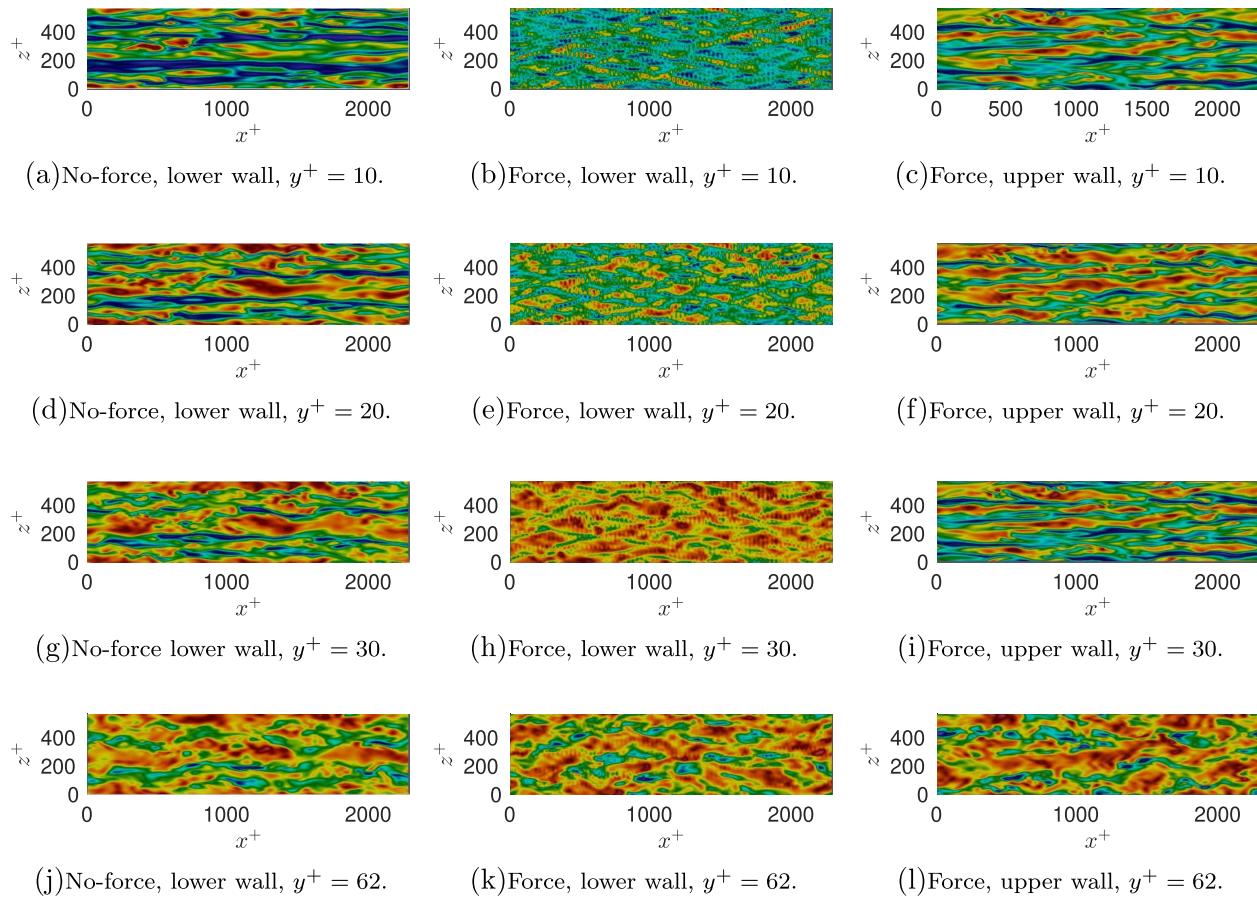 z+ 400 200 0 z+ 400 200 0 z+ 400 200 0
0 1000 2000 0 1000 2000 0 500 1000 1500 2000
x+ x+ x+
(a)No-force, lower wall, y+ = 10. (b)Force, lower wall, y+ = 10. (c)Force, upper wall, y+ = 10.
z+ 400 200 0 z+ 400 200 0 z+ 400 200 0
0 1000 2000 0 1000 2000 0 1000 2000
x+ x+ x+
(d)No-force, lower wall, y+ = 20. (e)Force, lower wall, y+ = 20. (f)Force, upper wall, y+ = 20.
z+ 400 200 0 z+ 400 200 0 z+ 400 200 0
0 1000 2000 0 1000 2000 0 1000 2000
x+ x+ x+
(g)No-force lower wall, y+ = 30. (h)Force, lower wall, y+ = 30. (i)Force, upper wall, y+ = 30.
z+ 400 200 0 z+ 400 200 0 z+ 400 200 0
0 1000 2000 0 1000 2000 0 1000 2000
x+ x+ x+
(j)No-force, lower wall, y+ = 62. (k)Force, lower wall, y+ = 62. (l)Force, upper wall, y+ = 62.